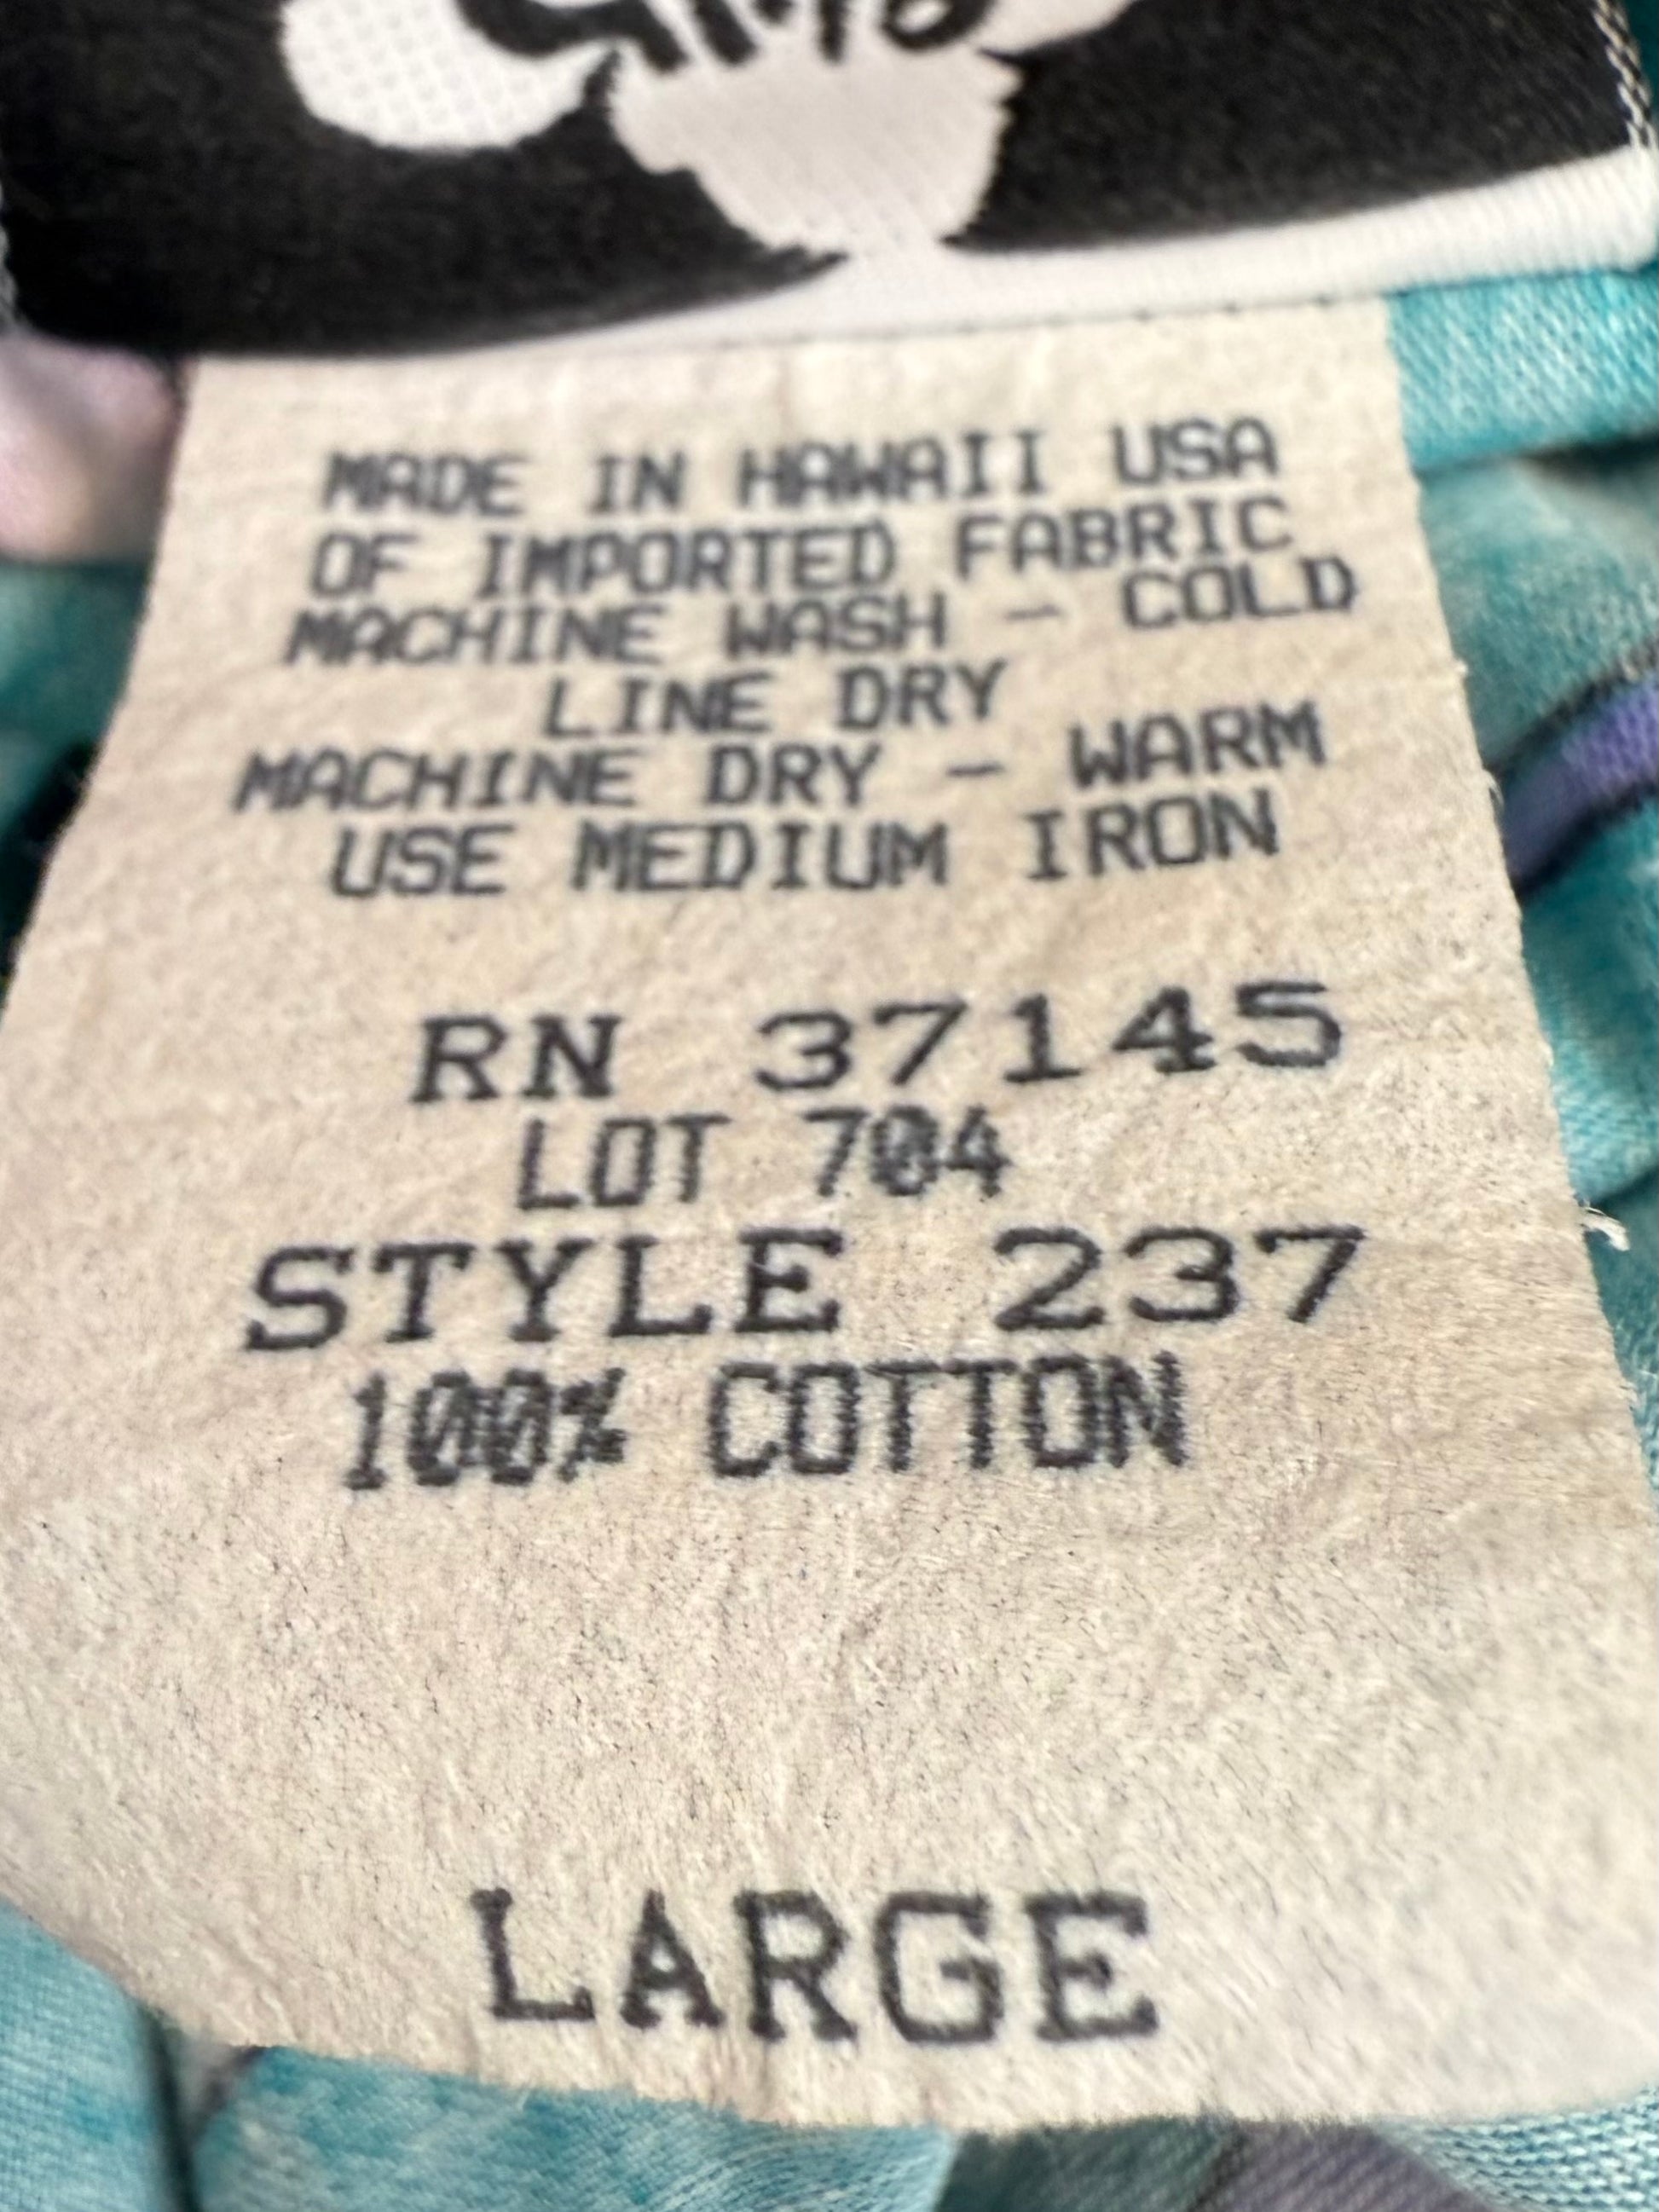 MADE IN HAWAII USA
OF IMPORTED FABRIC
MACHINE WASH - COLD
LINE DRY
MACHINE DRY - WARM
USE MEDIUM IRON
RN 37145
LOT 704
STYLE 237
100% COTTON
LARGE